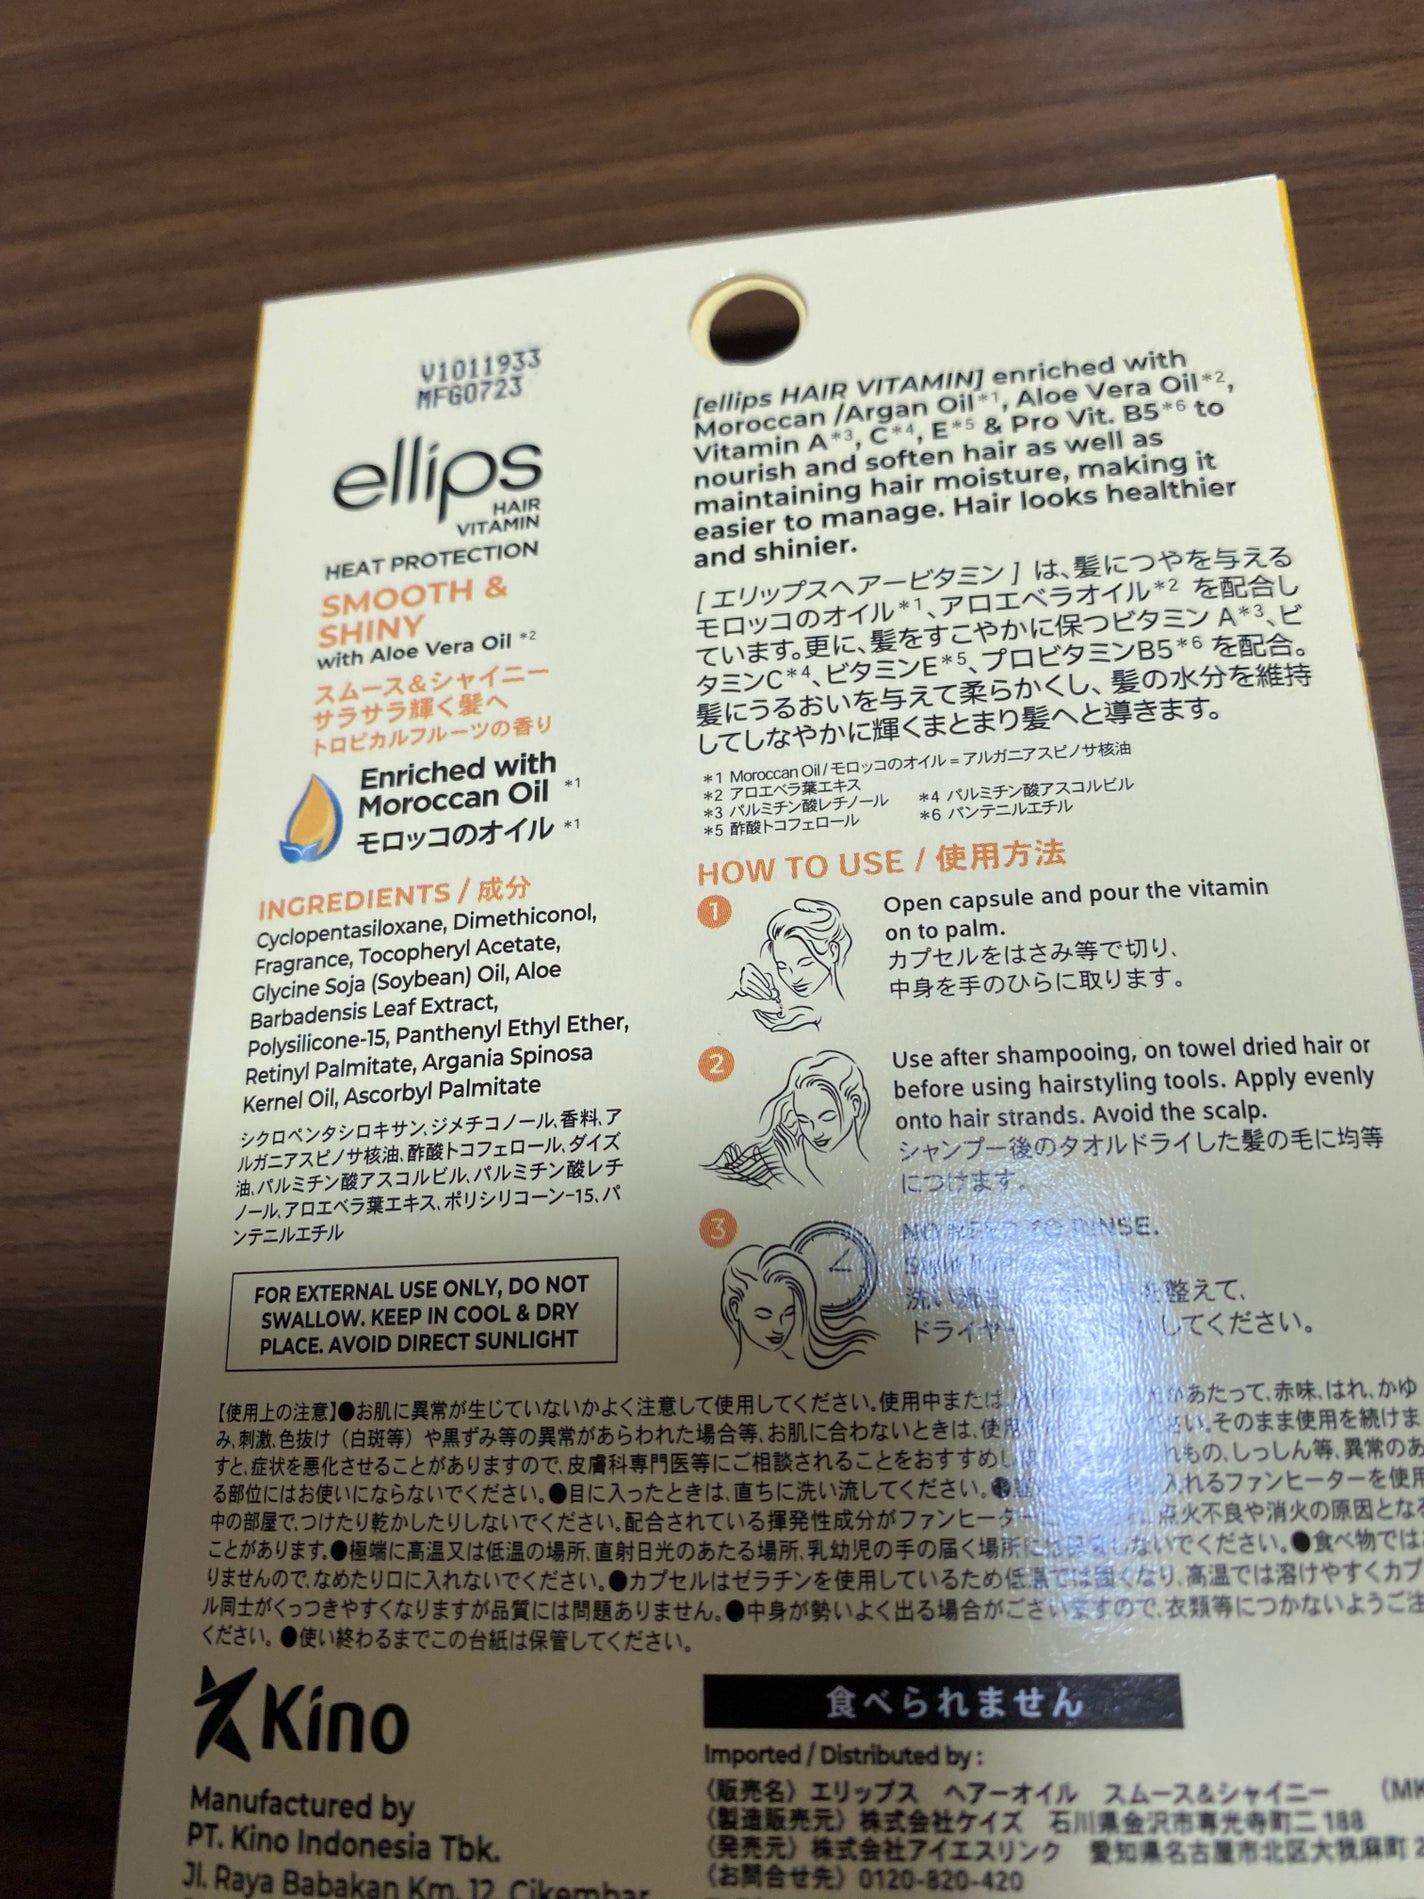 V1011933
MFG0723
ellips
HAIR
VITAMIN
HEAT PROTECTION
SMOOTH &
SHINY
with Aloe Vera Oil *2
スムース&シャイニー
サラサラ輝く髪へ
トロピカルフルーツの香り
Enriched with
Moroccan Oil *1
モロッコのオイル *1
INGREDIENTS / 成分
Cyclopentasiloxane, Dimethiconol,
Fragrance, Tocopheryl Acetate,
Glycine Soja (Soybean) Oil, Aloe
Barbadensis Leaf Extract,
Polysilicone-15, Panthenyl Ethyl Ether,
Retinyl Palmitate, Argania Spinosa
Kernel Oil, Ascorbyl Palmitate
シクロペンタシロキサン、ジメチコノール、香料、ア
ルガニアスピノサ核油、酢酸トコフェロール、ダイズ
油、パルミチン酸アスコルビル、パルミチン酸レチ
ノール、アロエベラ葉エキス、ポリシリコーン-15、パ
ンテニルエチル
FOR EXTERNAL USE ONLY, DO NOT
SWALLOW. KEEP IN COOL & DRY
PLACE. AVOID DIRECT SUNLIGHT
[ellips HAIR VITAMIN] enriched with
Moroccan /Argan Oil*1, Aloe Vera Oil*2,
Vitamin A*3, C*4, E*5 & Pro Vit. B5*6 to
nourish and soften hair as well as
maintaining hair moisture, making it
easier to manage. Hair looks healthier
and shinier.
[エリップスヘアービタミン] は、髪につやを与える
モロッコのオイル*1、アロエベラオイル*2 を配合し
ています。更に、髪をすこやかに保つビタミン A*3、ビ
タミンC*4、ビタミンE*5、プロビタミンB5*6 を配合。
髪にうるおいを与えて柔らかくし、髪の水分を維持
してしなやかに輝くまとまり髪へと導きます。
*1 Moroccan Oil / モロッコのオイル = アルガニアスピノサ核油
*2 アロエベラ葉エキス
*3 パルミチン酸レチノール *4 パルミチン酸アスコルビル
*5 酢酸トコフェロール *6 パンテニルエチル
HOW TO USE / 使用方法
1
Open capsule and pour the vitamin
on to palm.
カプセルをはさみ等で切り、
中身を手のひらに取ります。
2
Use after shampooing, on towel dried hair or
before using hairstyling tools. Apply evenly
onto hair strands. Avoid the scalp.
シャンプー後のタオルドライした髪の毛に均等
につけます。
3
NO NEED TO RINSE.
Style
洗い流 整えて、
ドライヤー してください。
【使用上の注意】●お肌に異常が生じていないかよく注意して使用してください。使用中または があたって、赤味、はれ、かゆ
み、刺激、色抜け（白斑等）や黒ずみ等の異常があらわれた場合等、お肌に合わないときは、使用 さい。そのまま使用を続けま
すと、症状を悪化させることがありますので、皮膚科専門医等にご相談されることをおすすめし れもの、しっしん等、異常のあ
る部位にはお使いにならないでください。●目に入ったときは、直ちに洗い流してください。● 入れるファンヒーターを使用
中の部屋で、つけたり乾かしたりしないでください。配合されている揮発性成分がファンヒーター 点火不良や消火の原因となる
ことがあります。●極端に高温又は低温の場所、直射日光のあたる場所、乳幼児の手の届く場所には保管しないでください。●食べ物では
りませんので、なめたり口に入れないでください。●カプセルはゼラチンを使用しているため低温では固くなり、高温では溶けやすくカプ
ル同士がくっつきやすくなりますが品質には問題ありません。●中身が勢いよく出る場合がございますので、衣類等につかないようご注
ください。●使い終わるまでこの台紙は保管してください。
Kino
Manufactured by
PT. Kino Indonesia Tbk.
Jl. Raya Babakan Km. 12, Cikembar
食べられません
Imported / Distributed by :
〈販売名〉エリップス ヘアーオイル スムース&シャイニー (MK
〈製造販売元〉株式会社ケイズ 石川県金沢市専光寺町二 188
〈発売元〉株式会社アイエスリンク 愛知県名古屋市北区大我麻町 2
〈お問合せ先〉0120-820-420